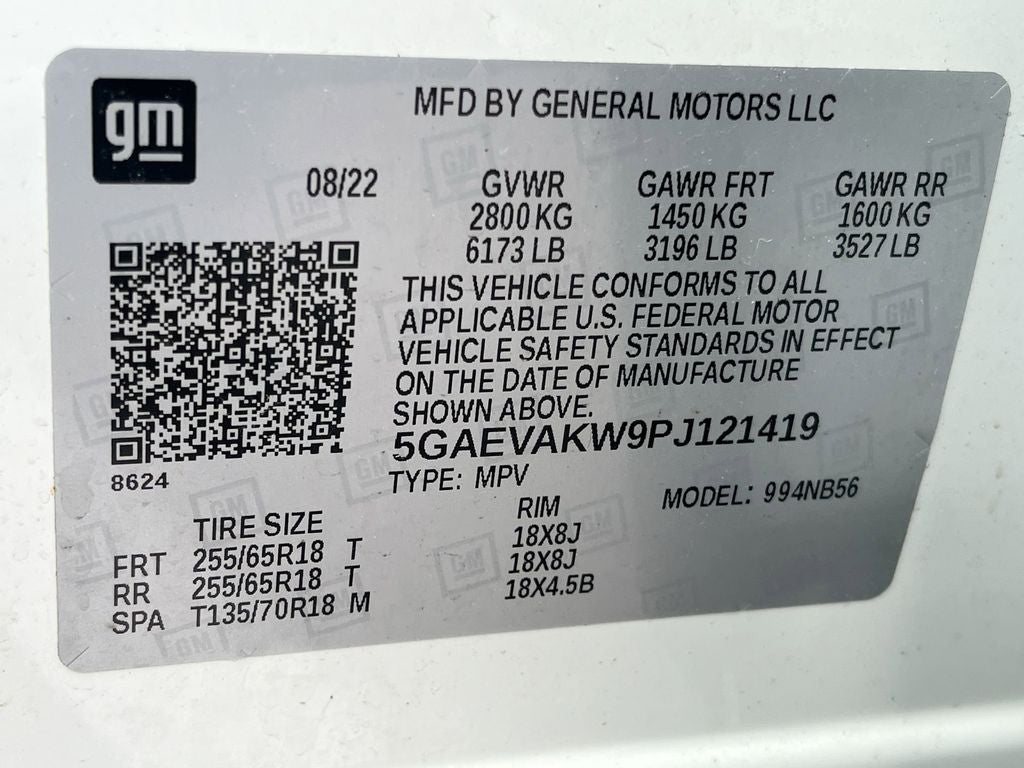 gm
MFD BY GENERAL MOTORS LLC
08/22 GVWR GAWR FRT GAWR RR
2800 KG 1450 KG 1600 KG
6173 LB 3196 LB 3527 LB
THIS VEHICLE CONFORMS TO ALL
APPLICABLE U.S. FEDERAL MOTOR
VEHICLE SAFETY STANDARDS IN EFFECT
ON THE DATE OF MANUFACTURE
SHOWN ABOVE.
5GAEVAKW9PJ121419
8624
TYPE: MPV MODEL: 994NB56
TIRE SIZE RIM
FRT 255/65R18 T 18X8J
RR 255/65R18 T 18X8J
SPA T135/70R18 M 18X4.5B